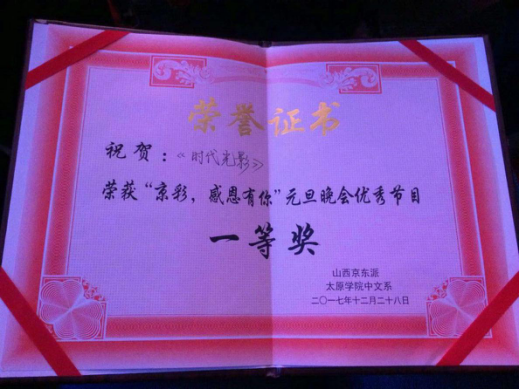 荣誉证书
祝贺：《时代光影》
荣获“京彩，感恩有你”元旦晚会优秀节目
一等奖
山西京东派
太原学院中文系
二〇一七年十二月二十八日